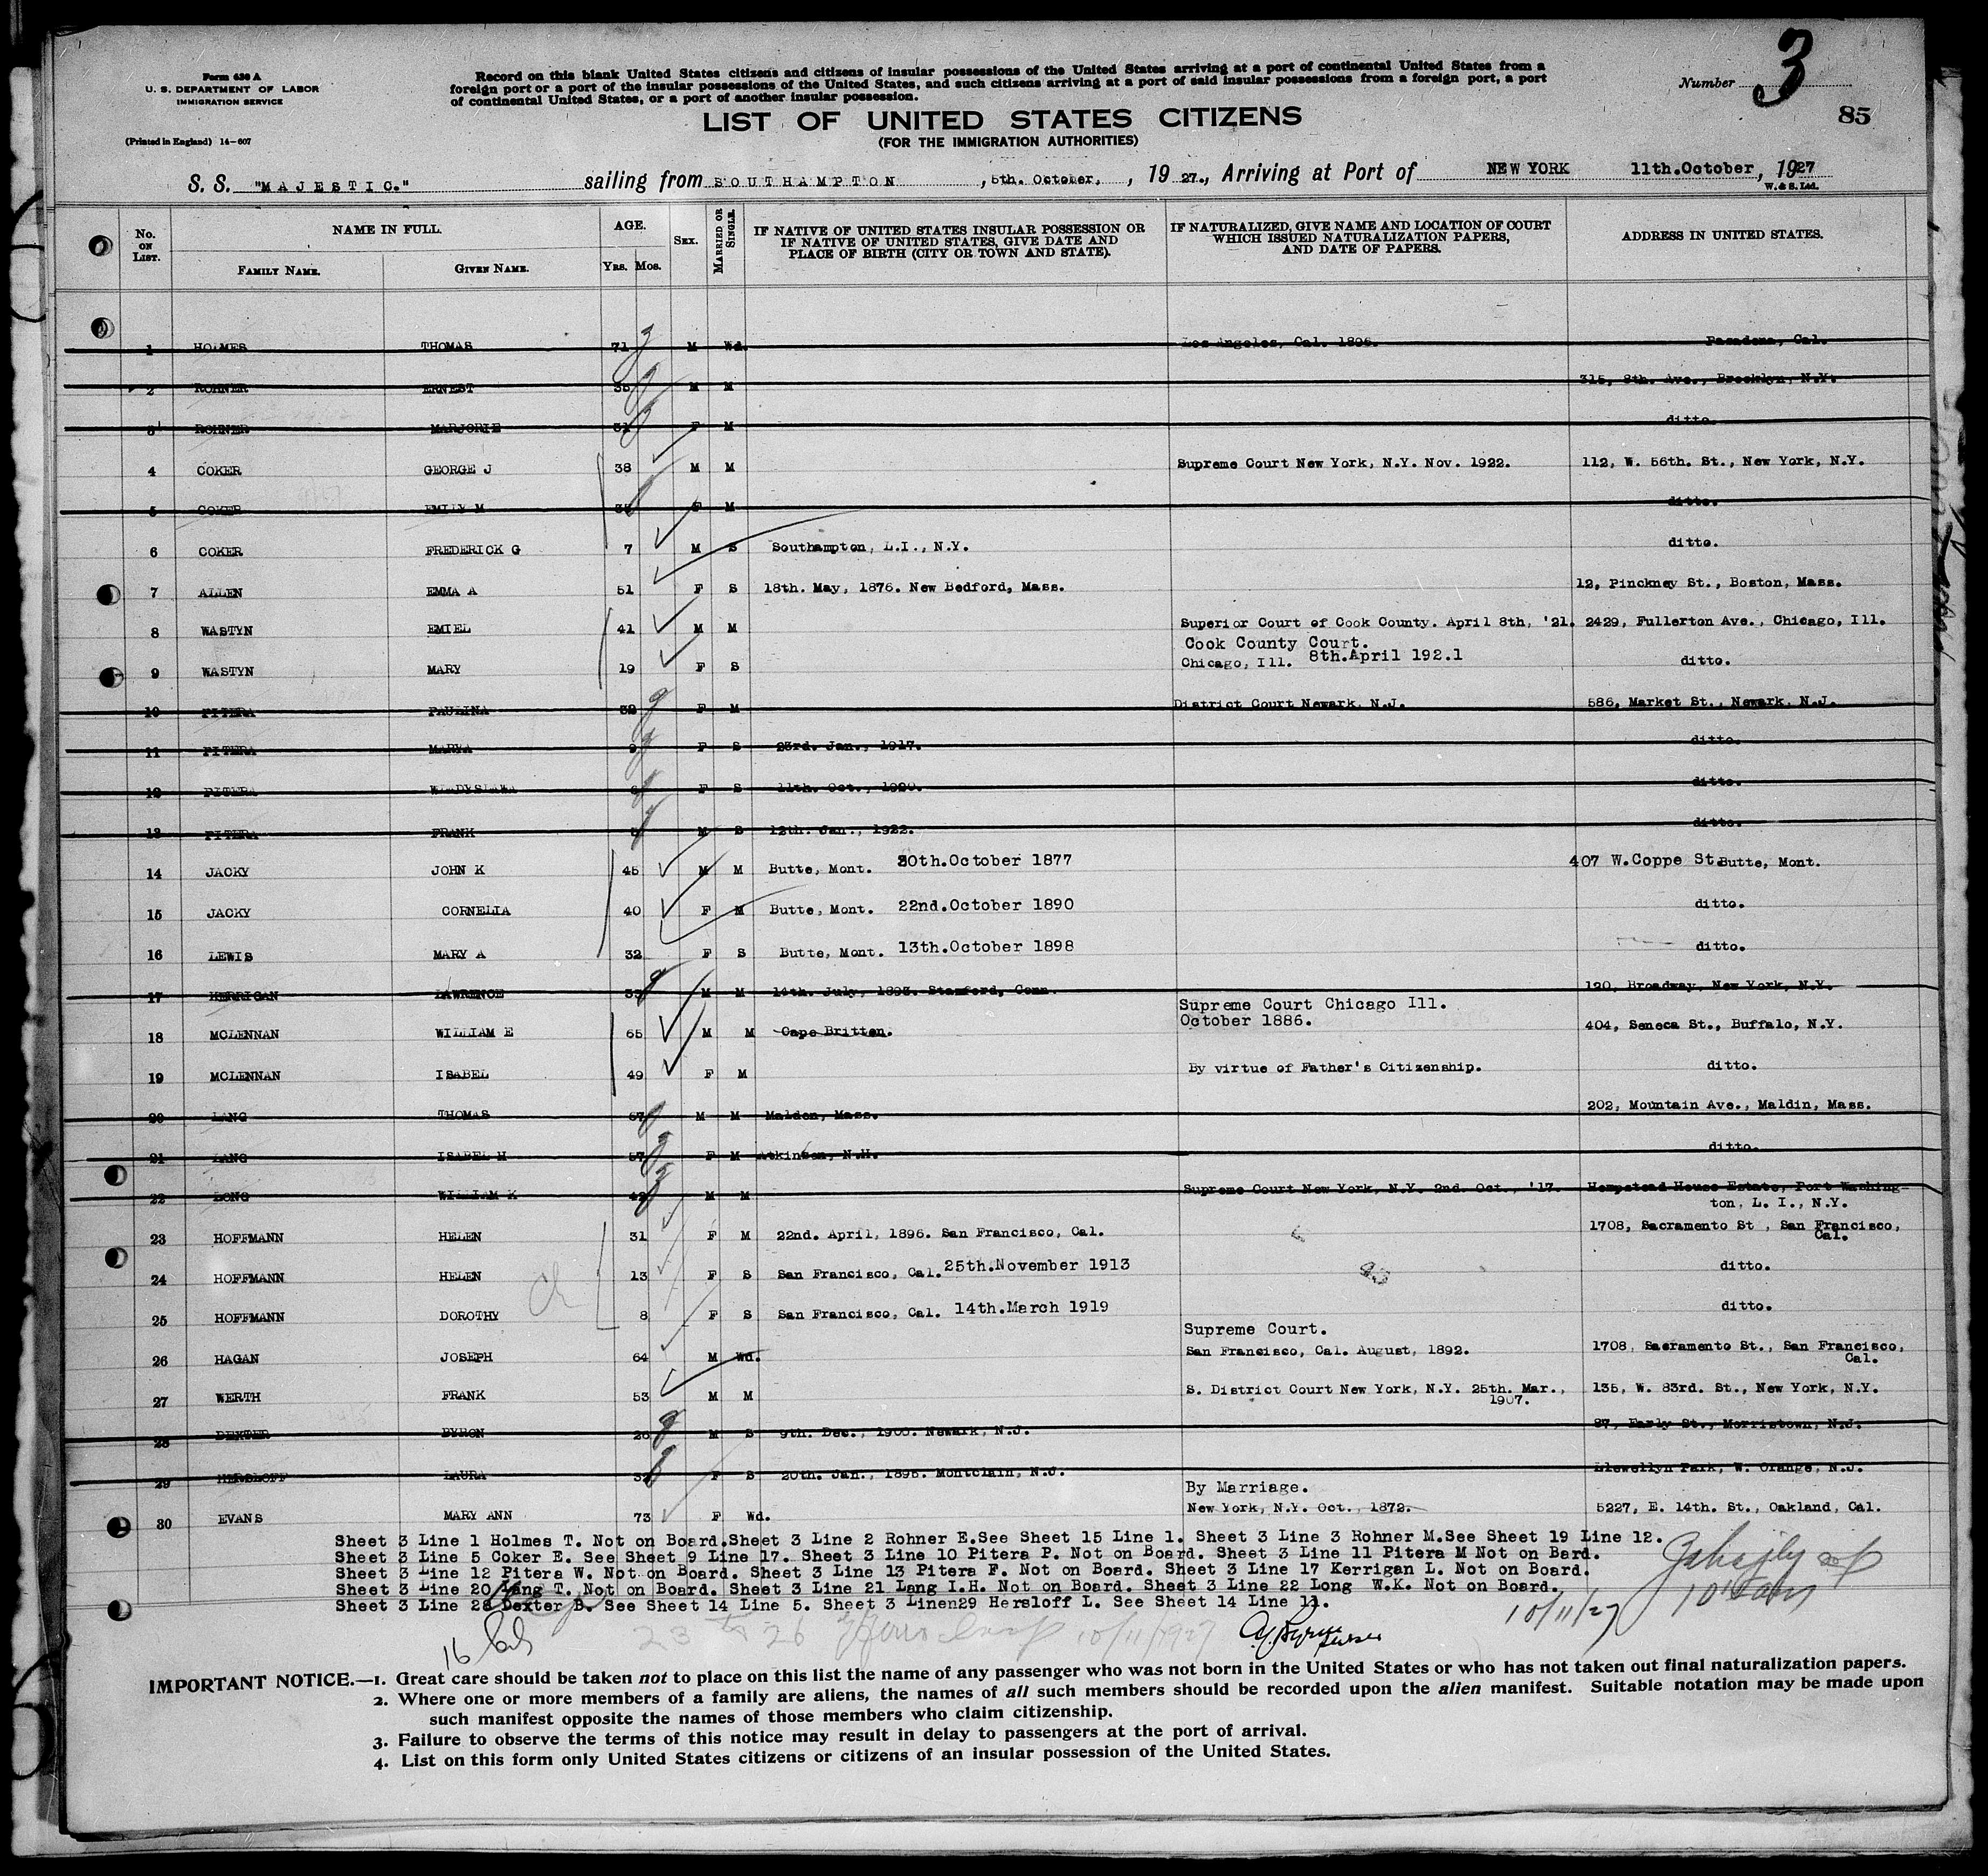 3
Form 630 A
U. S. DEPARTMENT OF LABOR
IMMIGRATION SERVICE
(Printed in England) 14-607
Record on this blank United States citizens and citizens of insular possessions of the United States arriving at a port of continental United States from a
foreign port or a port of the insular possessions of the United States, and such citizens arriving at a port of said insular possessions from a foreign port, a port
of continental United States, or a port of another insular possession.
Number
85
LIST OF UNITED STATES CITIZENS
(FOR THE IMMIGRATION AUTHORITIES)
S. S. "MAJESTIC." sailing from SOUTHAMPTON, 5th. October, , 19 27., Arriving at Port of NEW YORK 11th.October, 1927
W. & S. Ltd.
No. ON LIST. NAME IN FULL. AGE. SEX. MARRIED OR SINGLE. IF NATIVE OF UNITED STATES INSULAR POSSESSION OR IF NATIVE OF UNITED STATES, GIVE DATE AND PLACE OF BIRTH (CITY OR TOWN AND STATE). IF NATURALIZED, GIVE NAME AND LOCATION OF COURT WHICH ISSUED NATURALIZATION PAPERS, AND DATE OF PAPERS. ADDRESS IN UNITED STATES.
FAMILY NAME. GIVEN NAME. YRS. MOS.
1 HOLMES THOMAS 71 M Wd. Los Angeles, Cal. 1896. Pasadena, Cal.
2 ROHNER ERNEST 35 M M 315, 8th. Ave., Brooklyn, N.Y.
3 ROHNER MARJORIE 31 F M ditto.
4 COKER GEORGE J 38 M M Supreme Court New York, N.Y. Nov. 1922. 112, W. 56th. St., New York, N.Y.
5 COKER EMILY M F M ditto.
6 COKER FREDERICK G 7 M S Southampton, L.I., N.Y. ditto.
7 ALLEN EMMA A 51 F S 18th. May, 1876. New Bedford, Mass. 12, Pinckney St., Boston, Mass.
8 WASTYN EMIEL 41 M M Superior Court of Cook County. April 8th, '21. 2429, Fullerton Ave., Chicago, Ill.
9 WASTYN MARY 19 F S Cook County Court. Chicago, Ill. 8th.April 192.1 ditto.
10 PITERA PAULINA 32 F M District Court Newark, N.J. 586, Market St., Newark, N.J.
11 PITERA MARYA 9 F S 23rd. Jan., 1917. ditto.
12 PITERA WLADYSLAWA 6 F S 11th. Oct., 1920. ditto.
13 PITERA FRANK 5 M S 12th. Jan., 1922. ditto.
14 JACKY JOHN K 45 M M Butte, Mont. 30th.October 1877 407 W.Coppe St.Butte, Mont.
15 JACKY CORNELIA 40 F M Butte, Mont. 22nd.October 1890 ditto.
16 LEWIS MARY A 32 F S Butte, Mont. 13th.October 1898 ditto.
17 KERRIGAN LAWRENCE M M 14th. July, 1893. Stamford, Conn. 120, Broadway, New York, N.Y.
18 MCLENNAN WILLIAM E 65 M M Cape Britten. Supreme Court Chicago Ill. October 1886. 404, Seneca St., Buffalo, N.Y.
19 MCLENNAN ISABEL 49 F M By virtue of Father's Citizenship. ditto.
20 LANG THOMAS 67 M M Malden, Mass. 202, Mountain Ave., Maldin, Mass.
21 LANG ISABEL H 57 F M Atkinson, N.H. ditto.
22 LONG WILLIAM K 42 M M Supreme Court New York, N.Y. 2nd. Oct., '17. Hempstead House Estate, Port Washing-
ton, L. I., N.Y.
23 HOFFMANN HELEN 31 F M 22nd. April, 1896. San Francisco, Cal. 1708, Sacramento St , San Francisco, Cal.
24 HOFFMANN HELEN 13 F S San Francisco, Cal. 25th.November 1913 ditto.
25 HOFFMANN DOROTHY 8 F S San Francisco, Cal. 14th.March 1919 ditto.
26 HAGAN JOSEPH 64 M Wd. Supreme Court. San Francisco, Cal. August, 1892. 1708, Sacramento St., San Francisco, Cal.
27 WERTH FRANK 53 M M S. District Court New York, N.Y. 25th. Mar., 1907. 135, W. 83rd. St., New York, N.Y.
28 DEXTER BYRON 26 M S 9th. Dec., 1900. Newark, N.J. 87, Early St., Morristown, N.J.
29 HERSLOFF LAURA 32 F S 20th. Jan., 1895. Montclain, N.J. Llewellyn Park, W. Orange, N.J.
30 EVANS MARY ANN 73 F Wd. By Marriage. New York, N.Y. Oct., 1872. 5227, E. 14th. St., Oakland, Cal.
Sheet 3 Line 1 Holmes T. Not on Board.Sheet 3 Line 2 Rohner E.See Sheet 15 Line 1. Sheet 3 Line 3 Rohner M.See Sheet 19 Line 12.
Sheet 3 Line 5 Coker E. See Sheet 9 Line 17. Sheet 3 Line 10 Pitera P. Not on Board. Sheet 3 Line 11 Pitera M Not on Bard.
Sheet 3 Line 12 Pitera W. Not on Board. Sheet 3 Line 13 Pitera F. Not on Board. Sheet 3 Line 17 Kerrigan L. Not on Board.
Sheet 3 Line 20 Lang T. Not on Board. Sheet 3 Line 21 Lang I.H. Not on Board. Sheet 3 Line 22 Long W.K. Not on Board.
Sheet 3 Line 28 Dexter B. See Sheet 14 Line 5. Sheet 3 Linen29 Hersloff L. See Sheet 14 Line 11.
10/11/27
16
23 26 10/11/1927
IMPORTANT NOTICE.—1. Great care should be taken not to place on this list the name of any passenger who was not born in the United States or who has not taken out final naturalization papers.
2. Where one or more members of a family are aliens, the names of all such members should be recorded upon the alien manifest. Suitable notation may be made upon
such manifest opposite the names of those members who claim citizenship.
3. Failure to observe the terms of this notice may result in delay to passengers at the port of arrival.
4. List on this form only United States citizens or citizens of an insular possession of the United States.